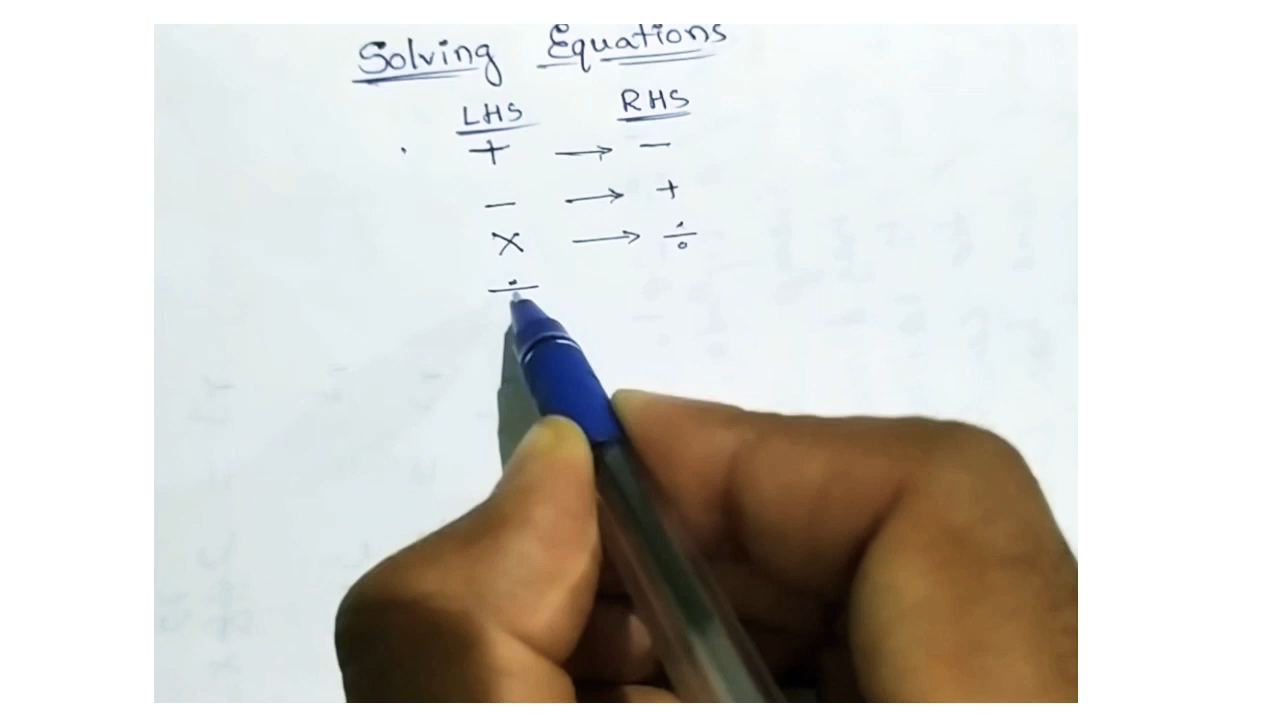 Solving Equations
LHS RHS
+ → -
- → +
× → ÷
÷